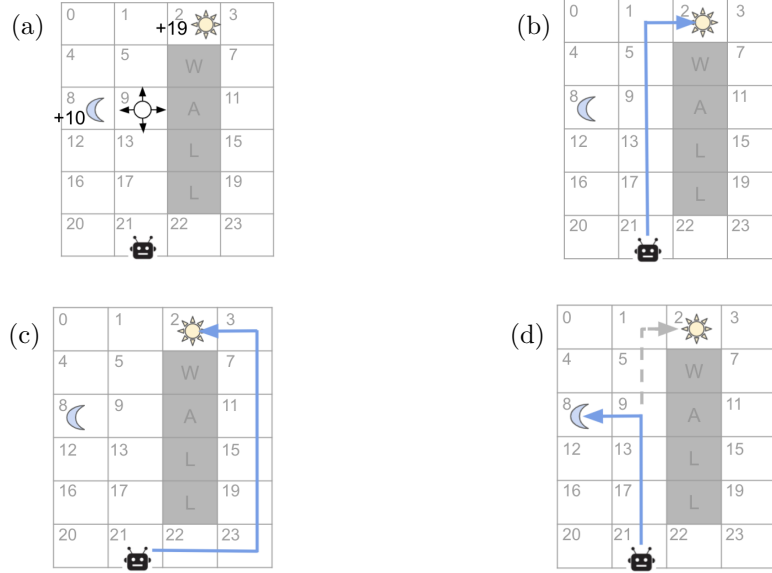 (a)
0 1 2 3
+19
4 5 W 7
8 9 A 11
+10
12 13 L 15
16 17 L 19
20 21 22 23
(b)
0 1 2 3
4 5 W 7
8 9 A 11
12 13 L 15
16 17 L 19
20 21 22 23
(c)
0 1 2 3
4 5 W 7
8 9 A 11
12 13 L 15
16 17 L 19
20 21 22 23
(d)
0 1 2 3
4 5 W 7
8 9 A 11
12 13 L 15
16 17 L 19
20 21 22 23